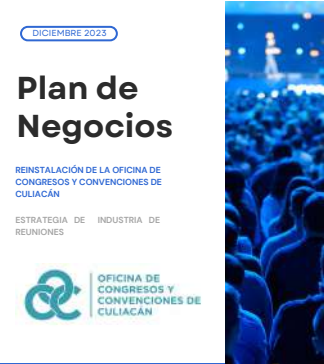 DICIEMBRE 2023
Plan de
Negocios
REINSTALACIÓN DE LA OFICINA DE
CONGRESOS Y CONVENCIONES DE
CULIACÁN
ESTRATEGIA DE INDUSTRIA DE
REUNIONES
OFICINA DE
CONGRESOS Y
CONVENCIONES DE
CULIACÁN